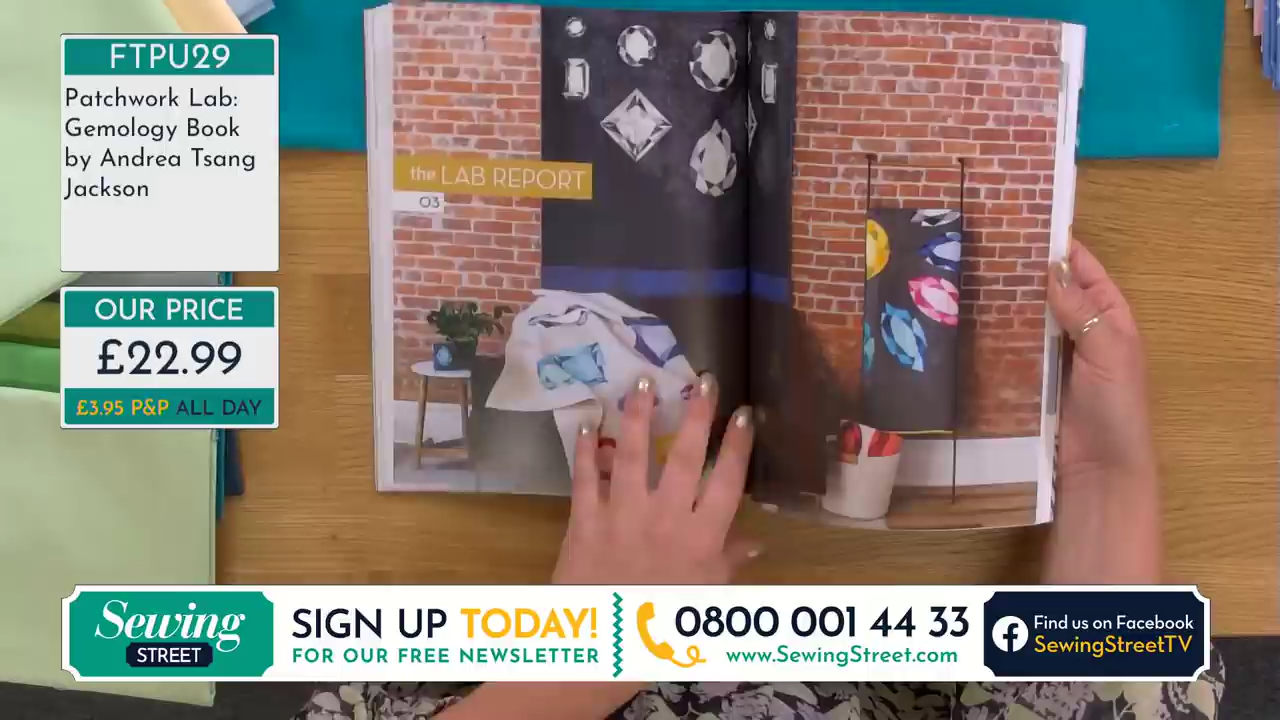 FTPU29
Patchwork Lab:
Gemology Book
by Andrea Tsang
Jackson
OUR PRICE
£22.99
£3.95 P&P ALL DAY
the LAB REPORT
03
Sewing
STREET
SIGN UP TODAY!
FOR OUR FREE NEWSLETTER
0800 001 44 33
www.SewingStreet.com
Find us on Facebook
SewingStreetTV